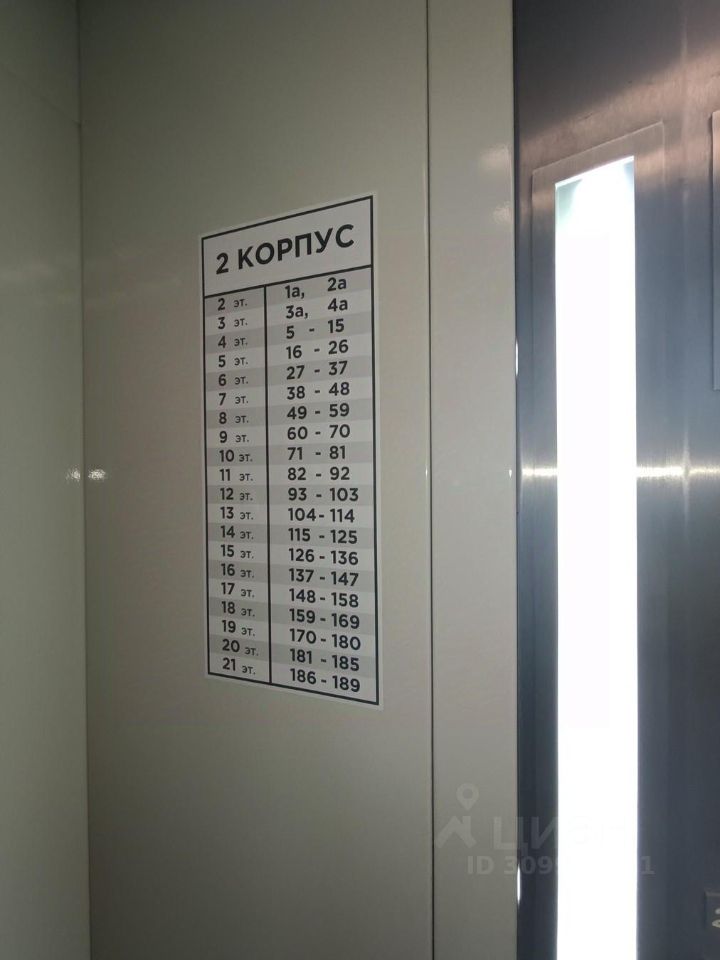 2 КОРПУС
2 эт. 1а, 2а
3 эт. 3а, 4а
4 эт. 5 - 15
5 эт. 16 - 26
6 эт. 27 - 37
7 эт. 38 - 48
8 эт. 49 - 59
9 эт. 60 - 70
10 эт. 71 - 81
11 эт. 82 - 92
12 эт. 93 - 103
13 эт. 104 - 114
14 эт. 115 - 125
15 эт. 126 - 136
16 эт. 137 - 147
17 эт. 148 - 158
18 эт. 159 - 169
19 эт. 170 - 180
20 эт. 181 - 185
21 эт. 186 - 189